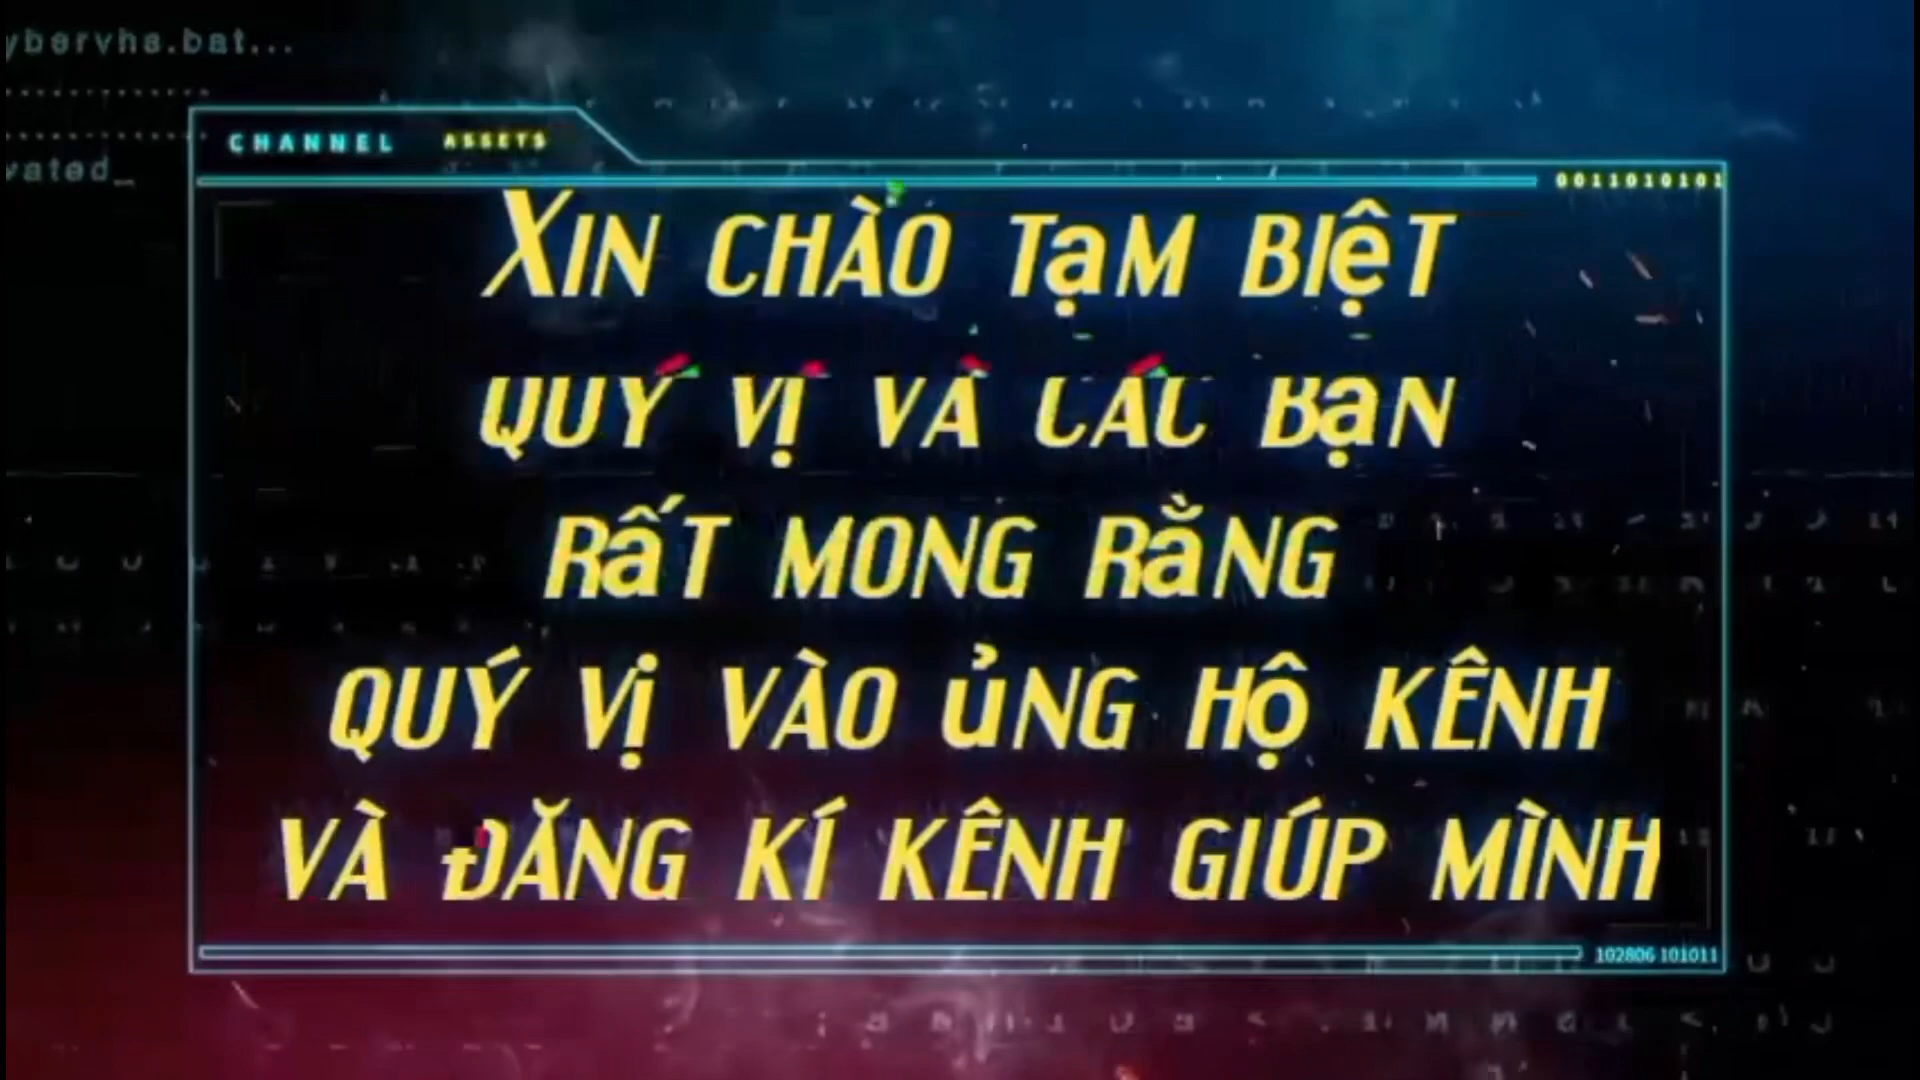 ybervhs.bat...
CHANNEL ASSETS
vated_
0011010101
XIN CHÀO TẠM BIỆT
QUÝ VỊ VÀ CÁC BẠN
RẤT MONG RẰNG
QUÝ VỊ VÀO ỦNG HỘ KÊNH
VÀ ĐĂNG KÍ KÊNH GIÚP MÌNH
102806 101011